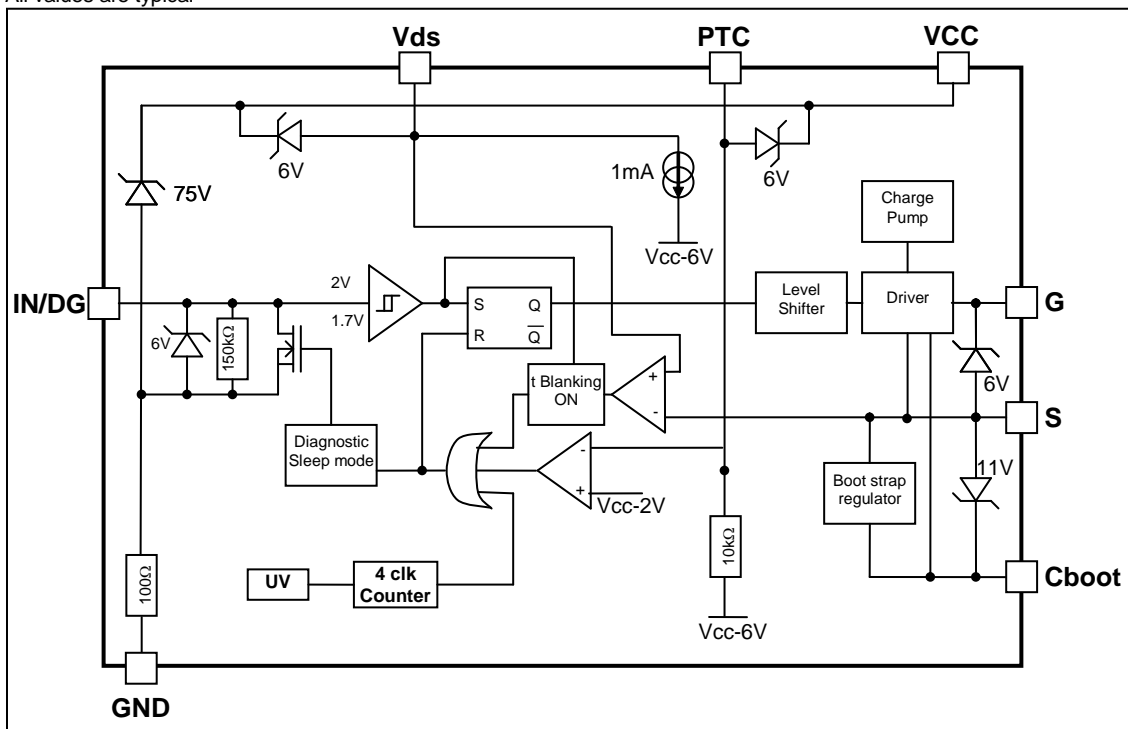 All values are typical
Vds
PTC
VCC
6V
1mA
6V
75V
Charge
Pump
Vcc-6V
IN/DG
2V
1.7V
S
Q
R
Q
Level
Shifter
Driver
G
6V
150kΩ
t Blanking
ON
+
-
6V
S
Diagnostic
Sleep mode
-
+
Vcc-2V
Boot strap
regulator
11V
10kΩ
100Ω
UV
4 clk
Counter
Cboot
Vcc-6V
GND